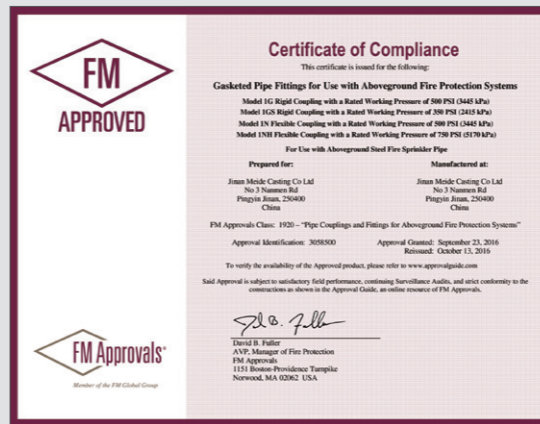 FM
APPROVED
Certificate of Compliance
This certificate is issued for the following:
Gasketed Pipe Fittings for Use with Aboveground Fire Protection Systems
Model 1G Rigid Coupling with a Rated Working Pressure of 500 PSI (3445 kPa)
Model 1GS Rigid Coupling with a Rated Working Pressure of 350 PSI (2415 kPa)
Model 1N Flexible Coupling with a Rated Working Pressure of 500 PSI (3445 kPa)
Model 1NH Flexible Coupling with a Rated Working Pressure of 750 PSI (5170 kPa)
For Use with Aboveground Steel Fire Sprinkler Pipe
Prepared for:
Jinan Meide Casting Co Ltd
No 3 Nanmen Rd
Pingyin Jinan, 250400
China
Manufactured at:
Jinan Meide Casting Co Ltd
No 3 Nanmen Rd
Pingyin Jinan, 250400
China
FM Approvals Class: 1920 – "Pipe Couplings and Fittings for Aboveground Fire Protection Systems"
Approval Identification: 3058500
Approval Granted: September 23, 2016
Reissued: October 13, 2016
To verify the availability of the Approved product, please refer to www.approvalguide.com
Said Approval is subject to satisfactory field performance, continuing Surveillance Audits, and strict conformity to the
constructions as shown in the Approval Guide, an online resource of FM Approvals.
David B. Fuller
AVP, Manager of Fire Protection
FM Approvals
1151 Boston-Providence Turnpike
Norwood, MA 02062 USA
FM Approvals®
Member of the FM Global Group